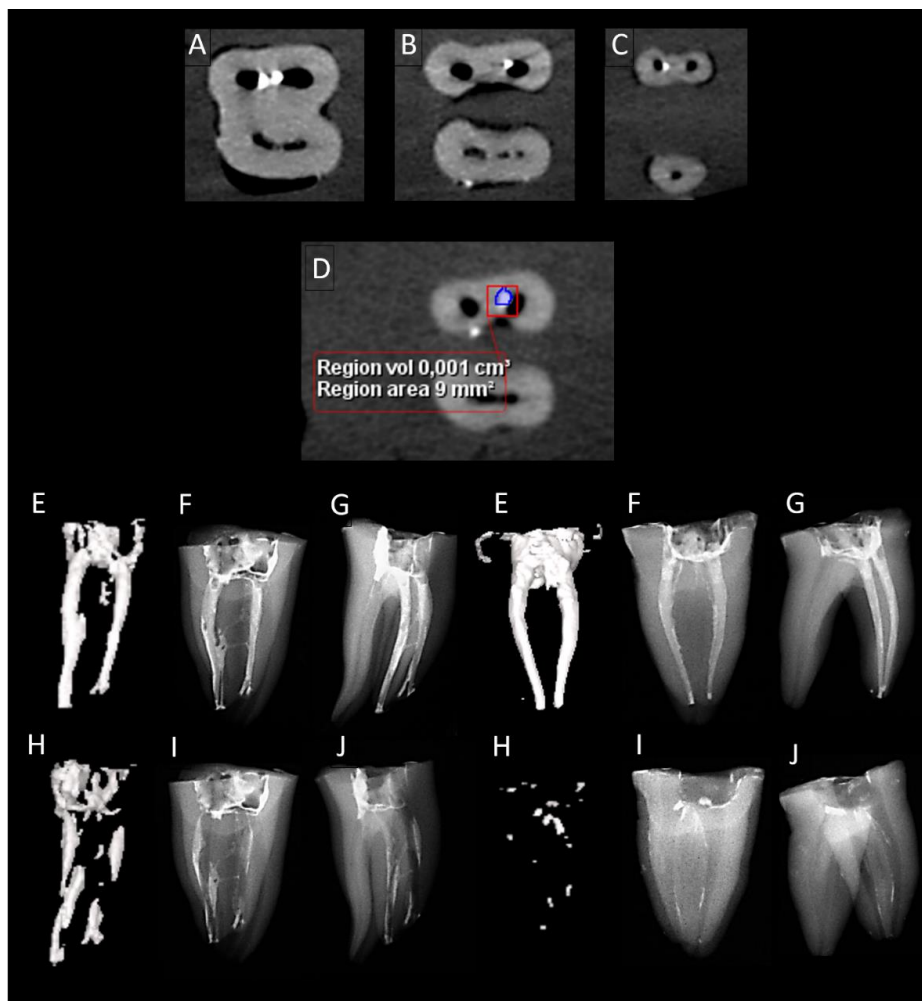 A
B
C
D
Region vol 0,001 cm³
Region area 9 mm²
E
F
G
E
F
G
H
I
J
H
I
J